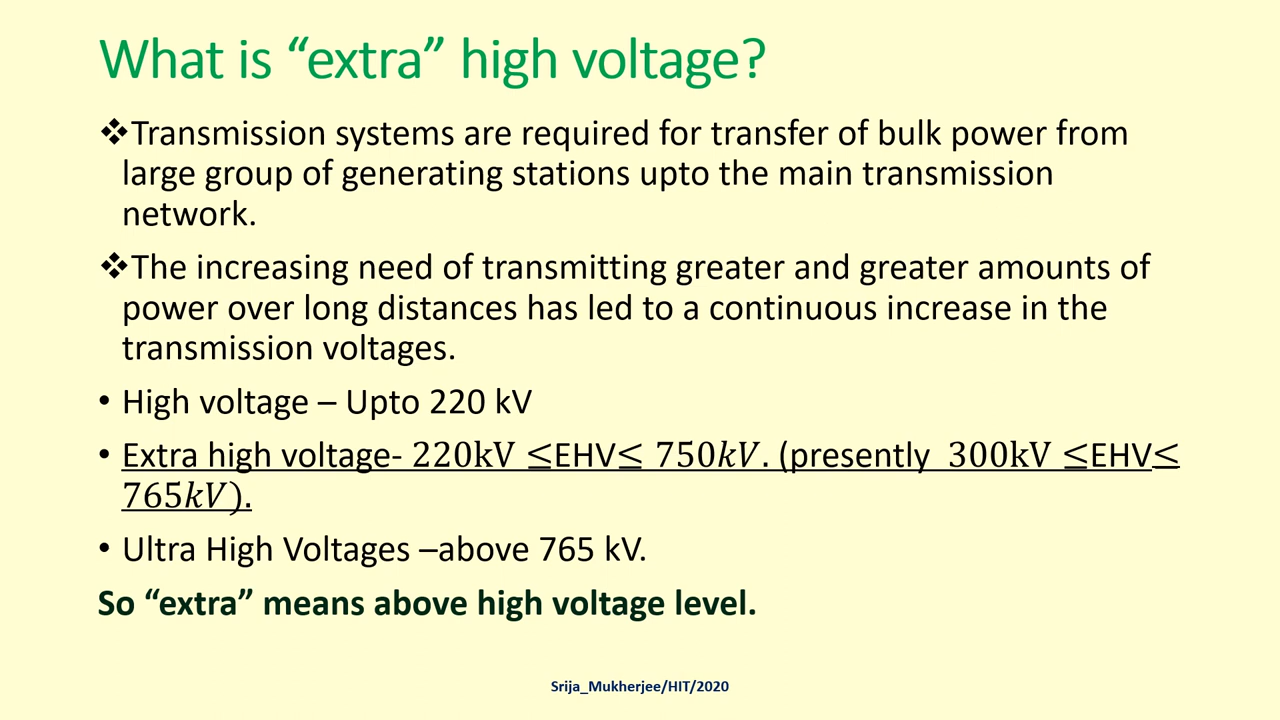 What is “extra” high voltage?
❖Transmission systems are required for transfer of bulk power from
large group of generating stations upto the main transmission
network.
❖The increasing need of transmitting greater and greater amounts of
power over long distances has led to a continuous increase in the
transmission voltages.
• High voltage – Upto 220 kV
• Extra high voltage- 220kV ≤EHV≤ 750𝑘𝑉. (presently 300kV ≤EHV≤
765𝑘𝑉).
• Ultra High Voltages –above 765 kV.
So “extra” means above high voltage level.
Srija_Mukherjee/HIT/2020